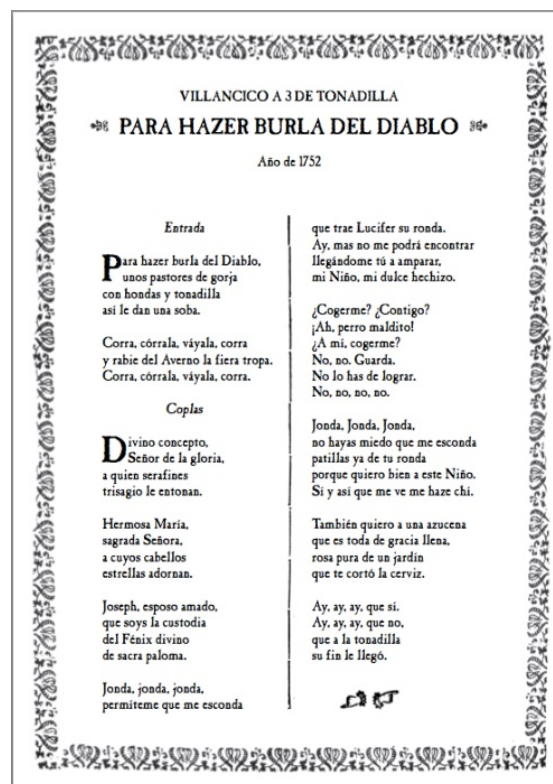 VILLANCICO A 3 DE TONADILLA
PARA HAZER BURLA DEL DIABLO
Año de 1752
Entrada
Para hazer burla del Diablo,
unos pastores de gorja
con hondas y tonadilla
así le dan una soba.
Corra, córrala, váyala, corra
y rabie del Averno la fiera tropa.
Corra, córrala, váyala, corra.
Coplas
Divino concepto,
Señor de la gloria,
a quien serafines
trisagio le entonan.
Hermosa María,
sagrada Señora,
a cuyos cabellos
estrellas adornan.
Joseph, esposo amado,
que soys la custodia
del Fénix divino
de sacra paloma.
Jonda, jonda, jonda,
permíteme que me esconda
que trae Lucifer su ronda.
Ay, mas no me podrá encontrar
llegándome tú a amparar,
mi Niño, mi dulce hechizo.
¿Cogerme? ¿Contigo?
¡Ah, perro maldito!
¿A mí, cogerme?
No, no. Guarda.
No lo has de lograr.
No, no, no, no.
Jonda, Jonda, Jonda,
no hayas miedo que me esconda
patillas ya de tu ronda
porque quiero bien a este Niño.
Sí y así que me ve me haze chí.
También quiero a una azucena
que es toda de gracia llena,
rosa pura de un jardín
que te cortó la cerviz.
Ay, ay, ay, que sí.
Ay, ay, ay, que no,
que a la tonadilla
su fin le llegó.